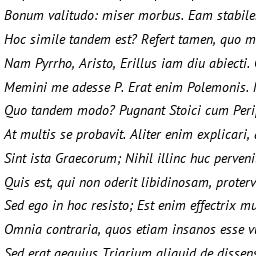 Bonum valitudo: miser morbus. Eam stabile
Hoc simile tandem est? Refert tamen, quo m
Nam Pyrrho, Aristo, Erillus iam diu abiecti.
Memini me adesse P. Erat enim Polemonis.
Quo tandem modo? Pugnant Stoici cum Peri
At multis se probavit. Aliter enim explicari,
Sint ista Graecorum; Nihil illinc huc perveni
Quis est, qui non oderit libidinosam, proterv
Sed ego in hoc resisto; Est enim effectrix mu
Omnia contraria, quos etiam insanos esse v
Sed erat aequius Triarium aliquid de dissens